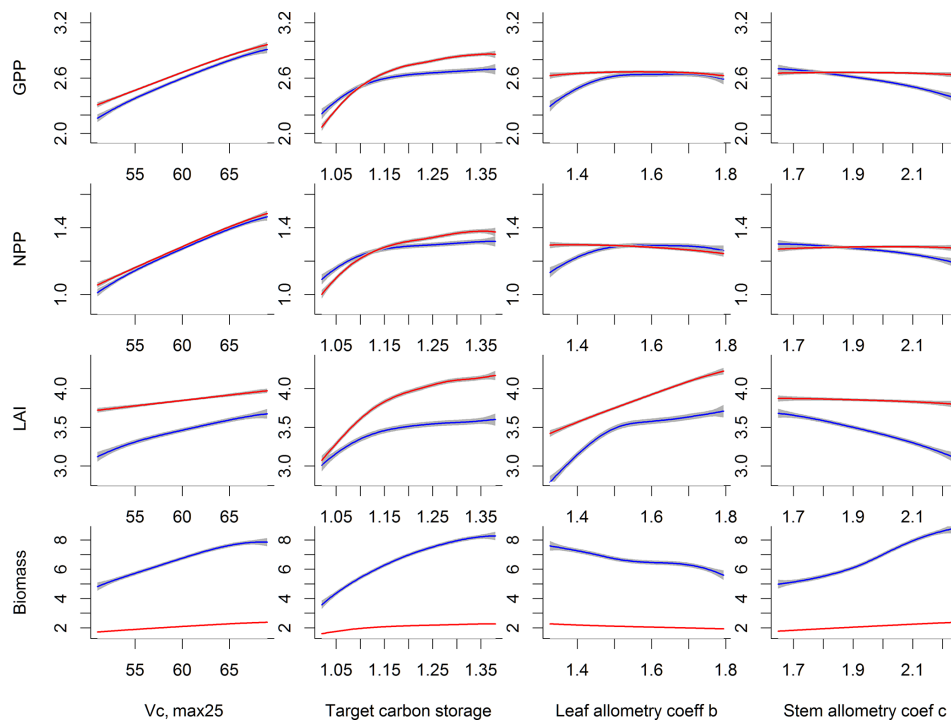 GPP
2.0 2.6 3.2
2.0 2.6 3.2
2.0 2.6 3.2
2.0 2.6 3.2
55 60 65
1.05 1.15 1.25 1.35
1.4 1.6 1.8
1.7 1.9 2.1
NPP
1.0 1.4
1.0 1.4
1.0 1.4
1.0 1.4
55 60 65
1.05 1.15 1.25 1.35
1.4 1.6 1.8
1.7 1.9 2.1
LAI
3.0 3.5 4.0
3.0 3.5 4.0
3.0 3.5 4.0
3.0 3.5 4.0
55 60 65
1.05 1.15 1.25 1.35
1.4 1.6 1.8
1.7 1.9 2.1
Biomass
2 4 6 8
2 4 6 8
2 4 6 8
2 4 6 8
55 60 65
1.05 1.15 1.25 1.35
1.4 1.6 1.8
1.7 1.9 2.1
Vc, max25
Target carbon storage
Leaf allometry coeff b
Stem allometry coef c